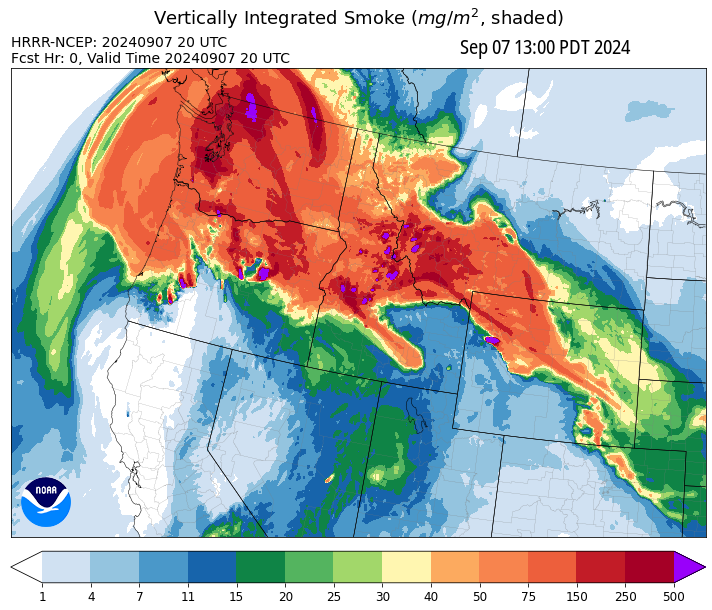 Vertically Integrated Smoke (mg/m², shaded)
HRRR-NCEP: 20240907 20 UTC
Sep 07 13:00 PDT 2024
Fcst Hr: 0, Valid Time 20240907 20 UTC
NOAA
1 4 7 11 15 20 25 30 40 50 75 150 250 500